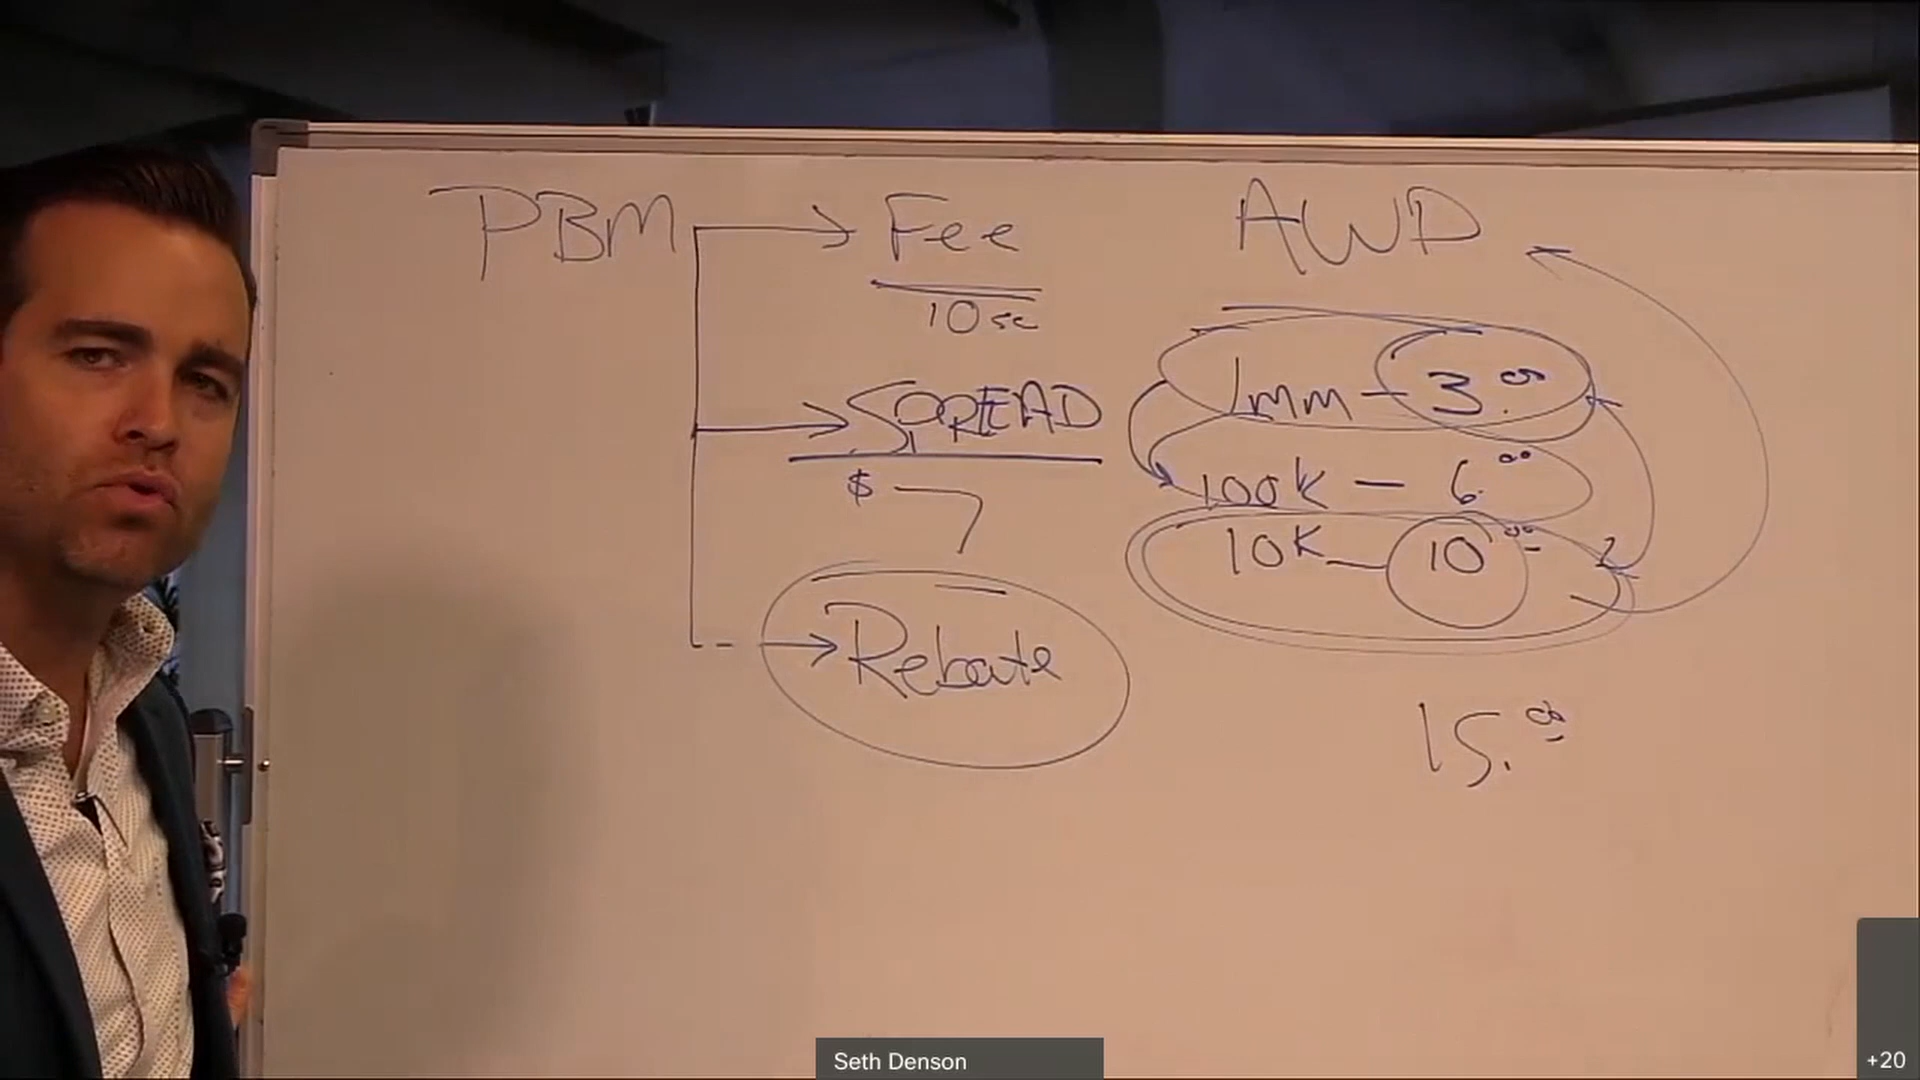 PBM Fee AWP
10¢
1mm - 3.00
SPREAD
100K - 6.00
$ 7
10K - 10.00
Rebate
15.00
Seth Denson
+20